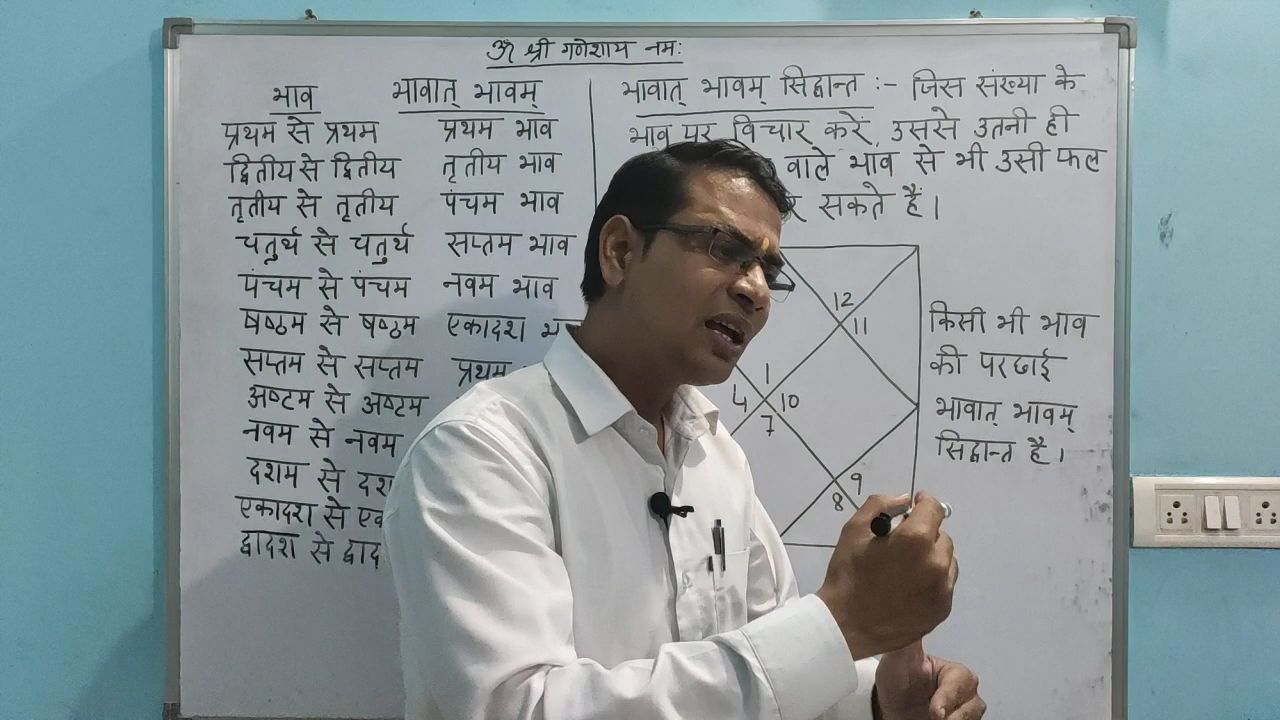 ॐ श्री गणेशाय नमः
भाव भावात् भावम्
प्रथम से प्रथम प्रथम भाव
द्वितीय से द्वितीय तृतीय भाव
तृतीय से तृतीय पंचम भाव
चतुर्थ से चतुर्थ सप्तम भाव
पंचम से पंचम नवम भाव
षष्ठम से षष्ठम एकादश
सप्तम से सप्तम प्रथम
अष्टम से अष्टम
नवम से नवम
दशम से
एकादश से
द्वादश से
भावात् भावम् सिद्धान्त :- जिस संख्या के
भाव पर विचार करें, उससे उतनी ही
वाले भाव से भी उसी फल
सकते हैं।
12
11
1
4 10
7
9
8
किसी भी भाव
की परछाई
भावात् भावम्
सिद्धान्त है।